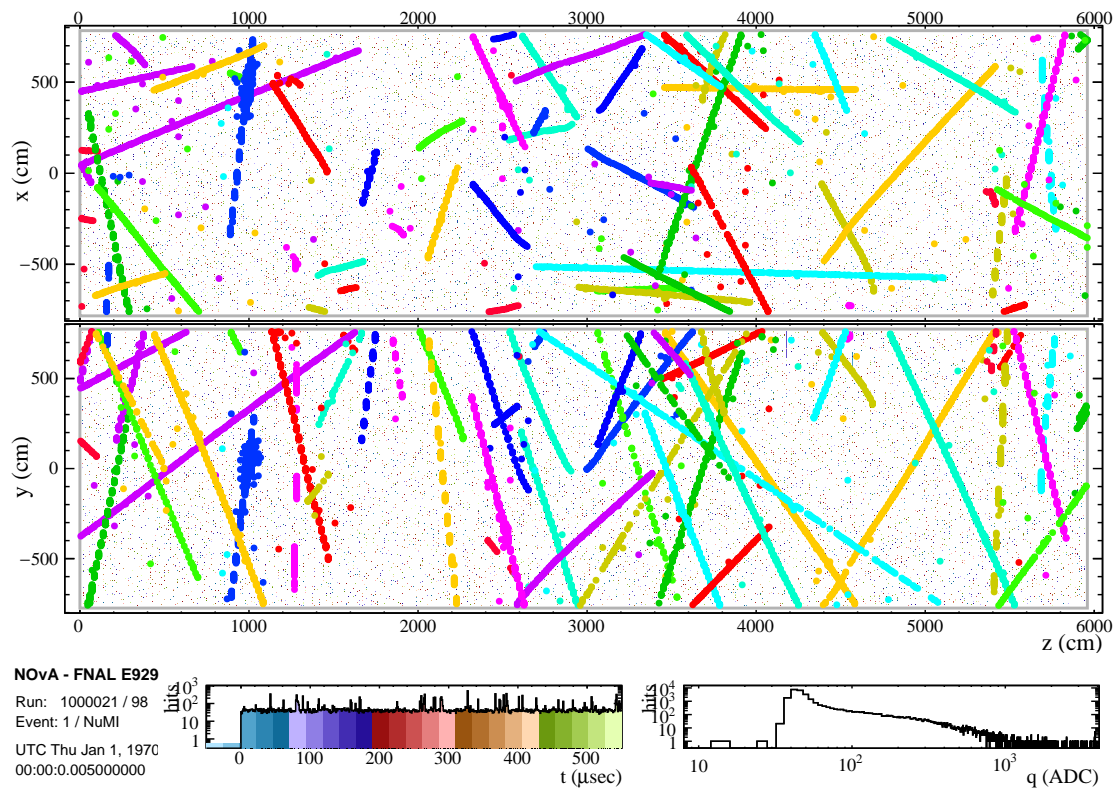 0 1000 2000 3000 4000 5000 6000
500
0
−500
x (cm)
500
0
−500
y (cm)
0 1000 2000 3000 4000 5000 6000
z (cm)
NOvA - FNAL E929
Run: 1000021 / 98
Event: 1 / NuMI
UTC Thu Jan 1, 1970
00:00:0.005000000
hits
10³
10²
10
1
0 100 200 300 400 500
t (μsec)
hits
10⁴
10³
10²
10
1
10 10² 10³
q (ADC)